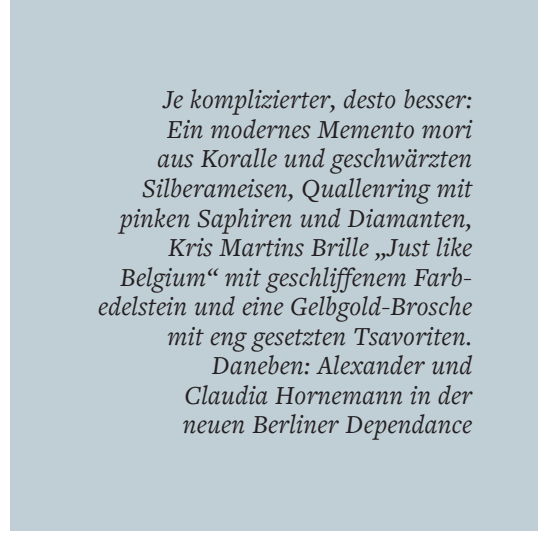 Je komplizierter, desto besser:
Ein modernes Memento mori
aus Koralle und geschwärzten
Silberameisen, Quallenring mit
pinken Saphiren und Diamanten,
Kris Martins Brille „Just like
Belgium“ mit geschliffenem Farb-
edelstein und eine Gelbgold-Brosche
mit eng gesetzten Tsavoriten.
Daneben: Alexander und
Claudia Hornemann in der
neuen Berliner Dependance